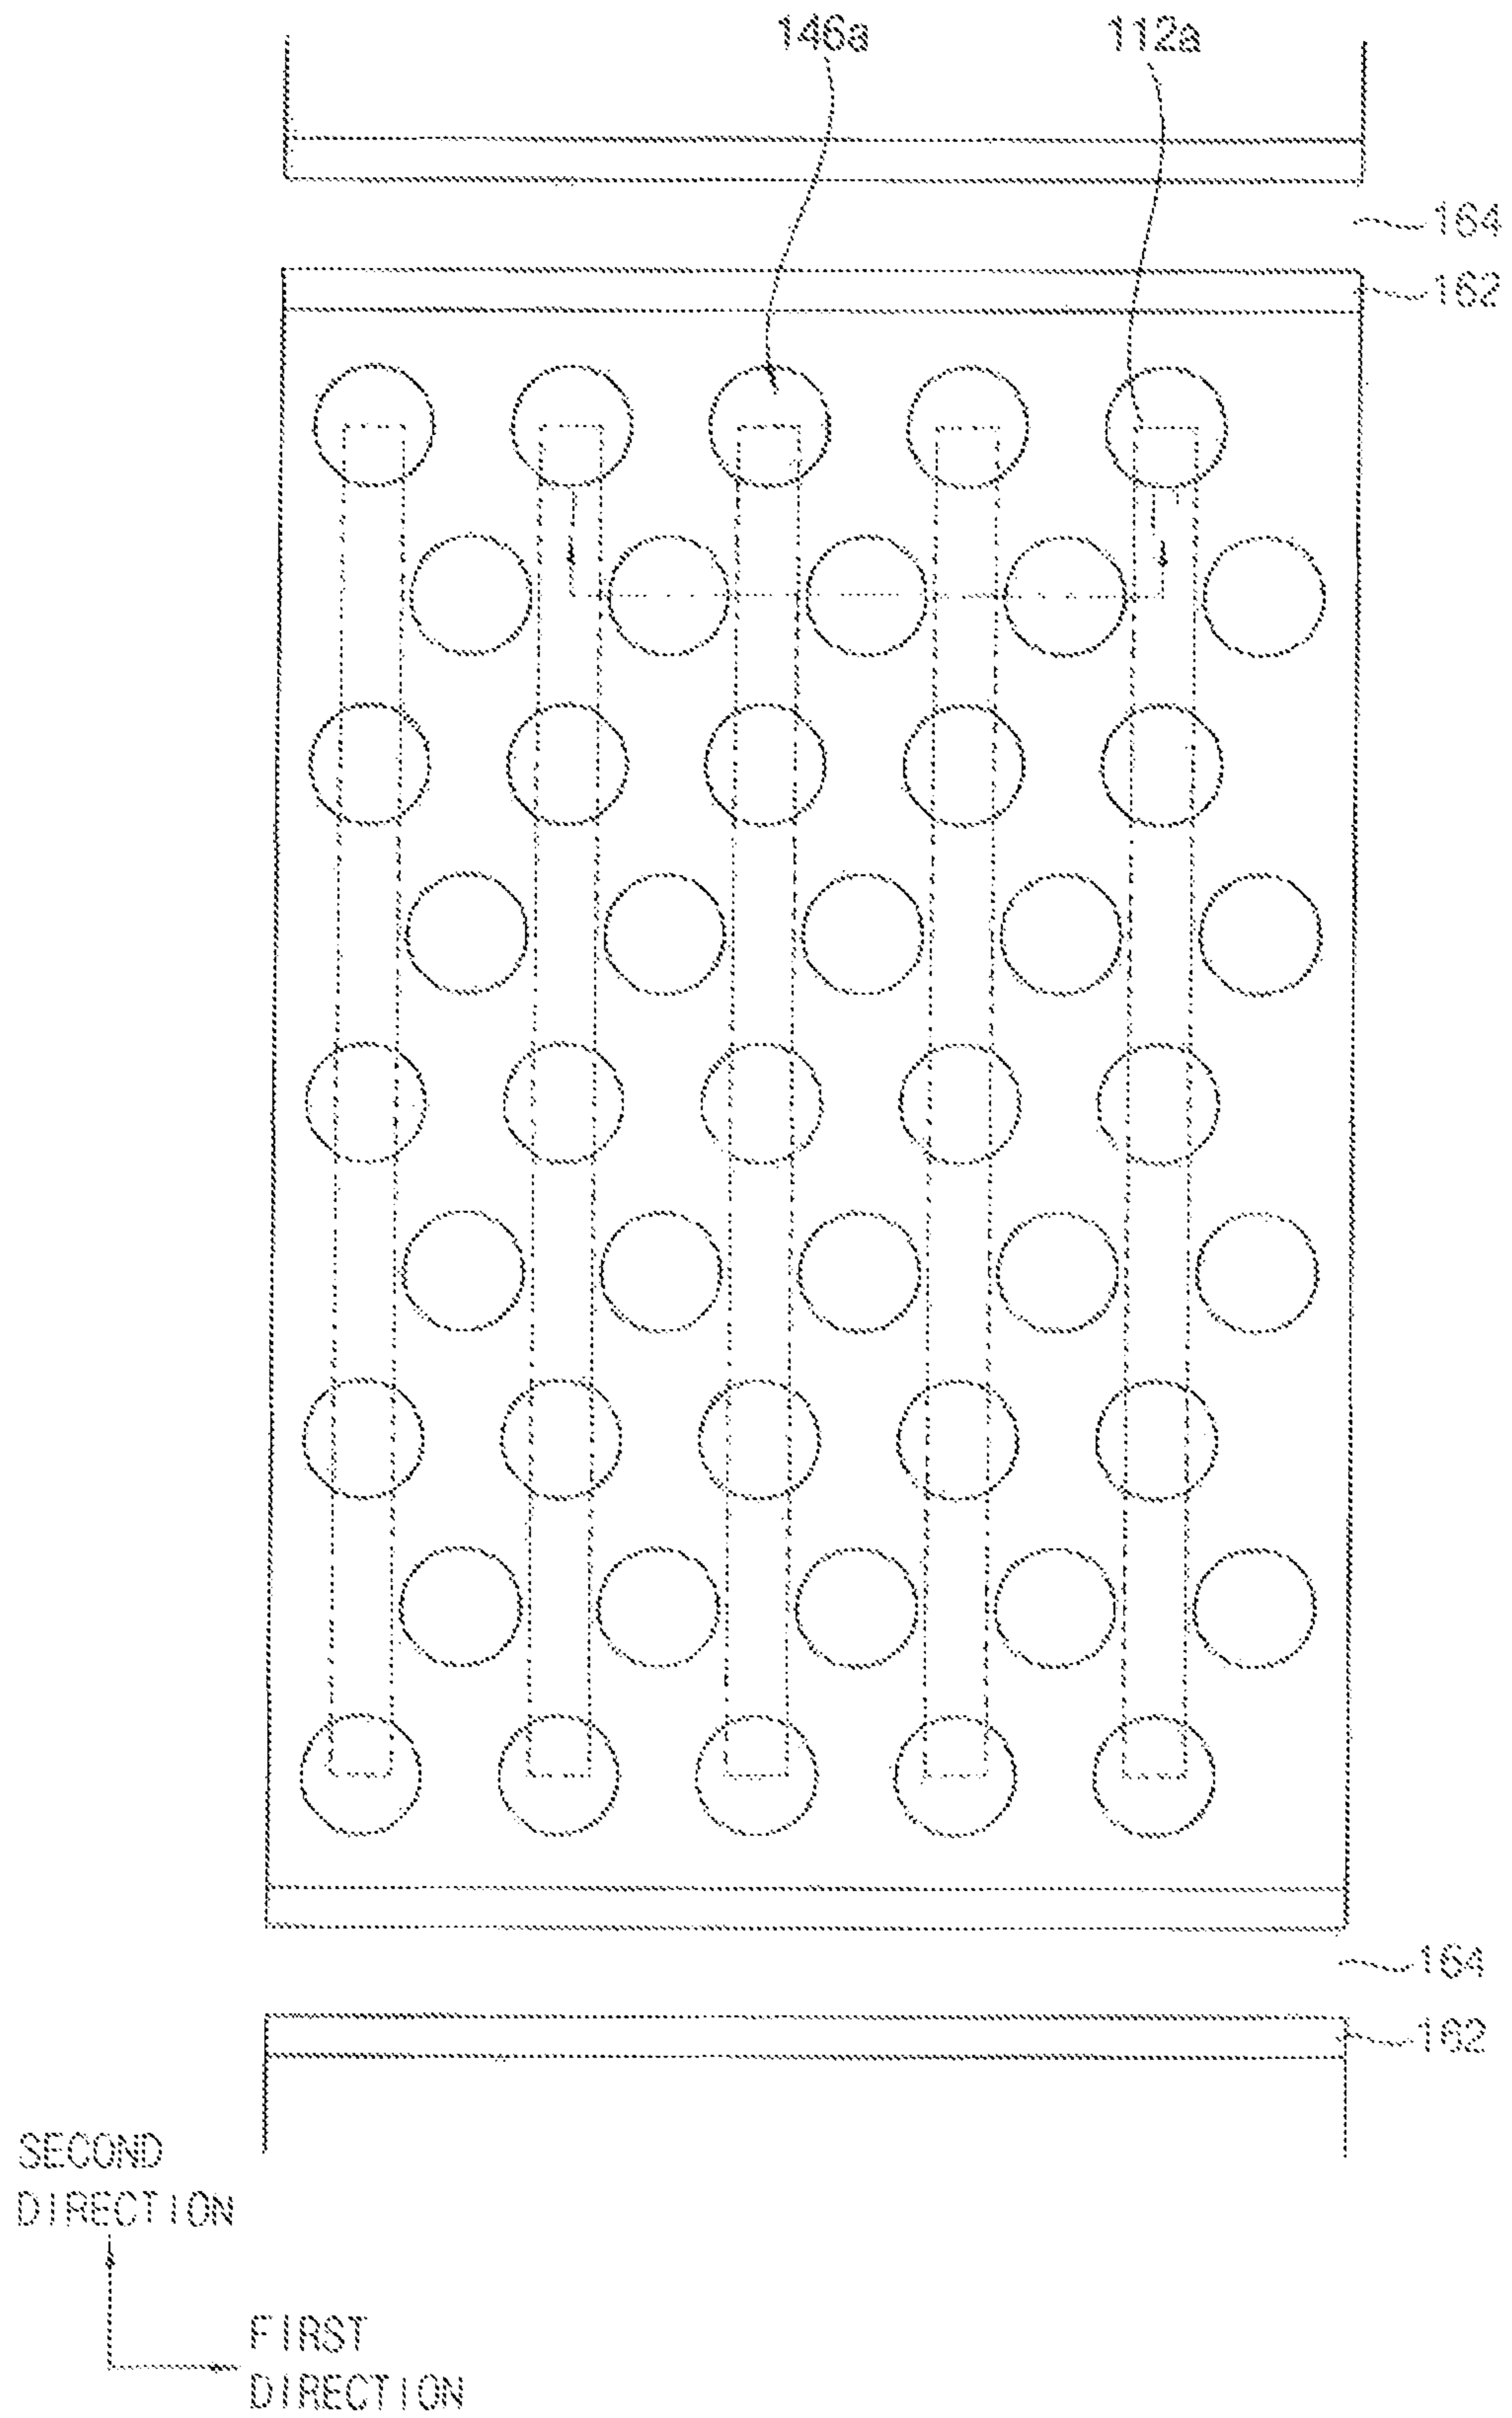 146a 112a
164
162
164
162
SECOND
DIRECTION
FIRST
DIRECTION